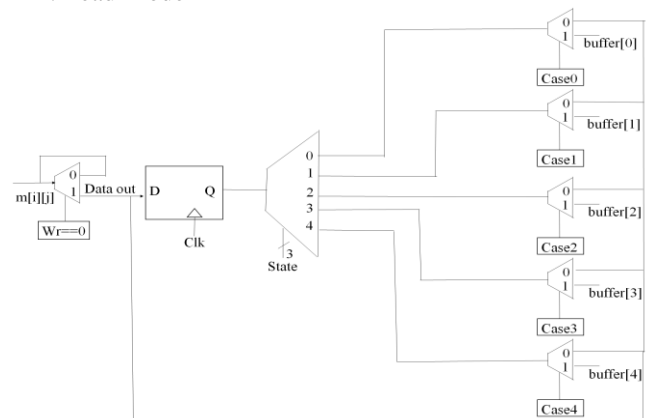 0
1
buffer[0]
Case0
0
1
buffer[1]
Case1
0
1
m[i][j]
Data out
Wr==0
D Q
Clk
0
1
2
3
4
3
State
0
1
buffer[2]
Case2
0
1
buffer[3]
Case3
0
1
buffer[4]
Case4